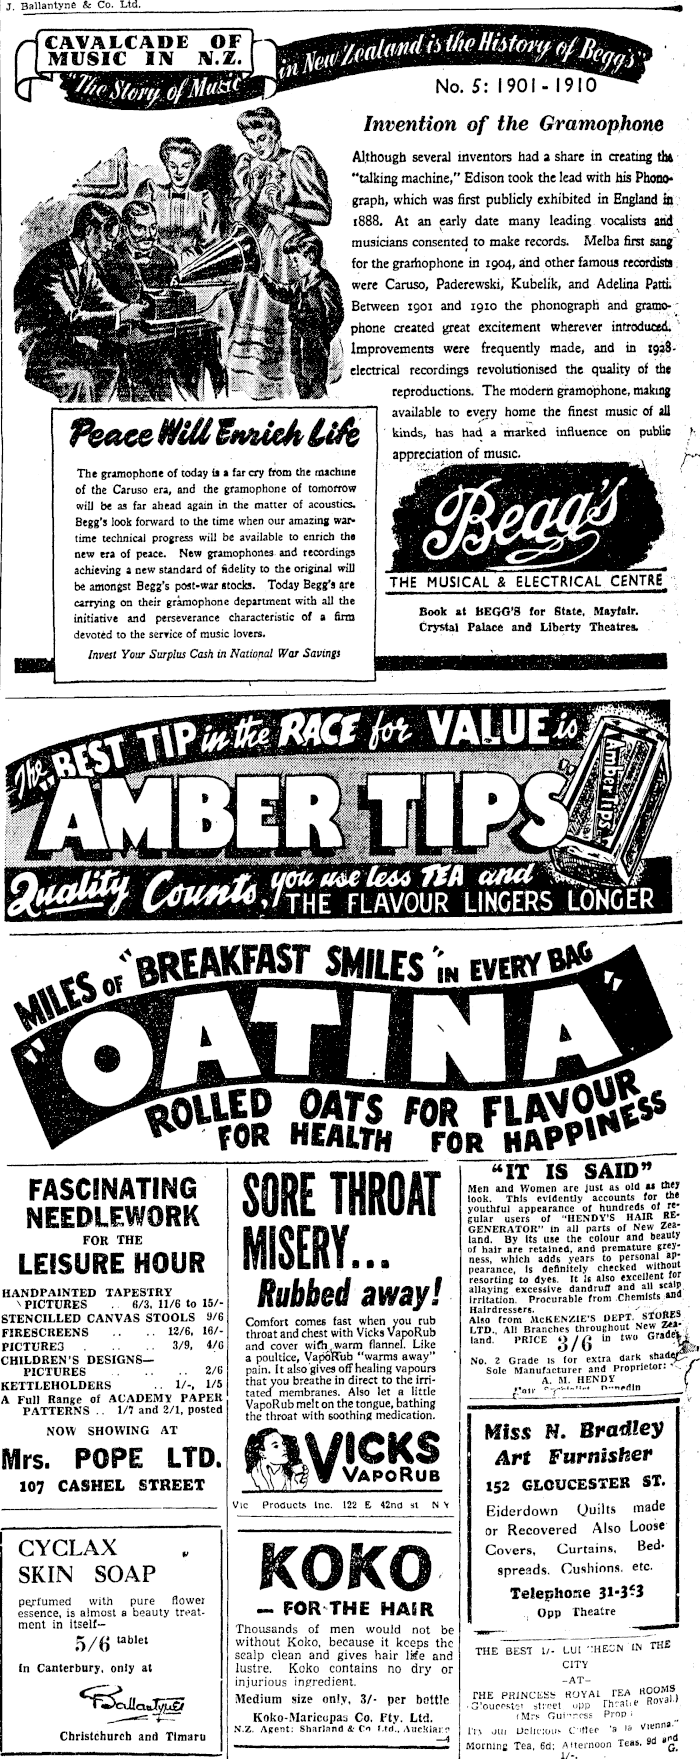 J. Ballantyne & Co. Ltd.
CAVALCADE OF
MUSIC IN N.Z.
"The Story of Music
in New Zealand is the History of Begg's"
No. 5: 1901 - 1910
Invention of the Gramophone
Although several inventors had a share in creating the
"talking machine," Edison took the lead with his Phono-
graph, which was first publicly exhibited in England in
1888. At an early date many leading vocalists and
musicians consented to make records. Melba first sang
for the gramophone in 1904, and other famous recordists
were Caruso, Paderewski, Kubelik, and Adelina Patti.
Between 1901 and 1910 the phonograph and gramo-
phone created great excitement wherever introduced.
Improvements were frequently made, and in 1928
electrical recordings revolutionised the quality of the
reproductions. The modern gramophone, making
available to every home the finest music of all
kinds, has had a marked influence on public
appreciation of music.
Peace Will Enrich Life
The gramophone of today is a far cry from the machine
of the Caruso era, and the gramophone of tomorrow
will be as far ahead again in the matter of acoustics.
Begg's look forward to the time when our amazing war-
time technical progress will be available to enrich the
new era of peace. New gramophones and recordings
achieving a new standard of fidelity to the original will
be amongst Begg's post-war stocks. Today Begg's are
carrying on their gramophone department with all the
initiative and perseverance characteristic of a firm
devoted to the service of music lovers.
Invest Your Surplus Cash in National War Savings
Begg's
THE MUSICAL & ELECTRICAL CENTRE
Book at BEGG'S for State, Mayfair,
Crystal Palace and Liberty Theatres.
The "BEST TIP in the RACE for VALUE is
AMBER TIPS"
Amber tips
Quality Counts, you use less TEA and
THE FLAVOUR LINGERS LONGER
MILES OF "BREAKFAST SMILES" IN EVERY BAG
"OATINA"
ROLLED OATS FOR FLAVOUR
FOR HEALTH FOR HAPPINESS
FASCINATING
NEEDLEWORK
FOR THE
LEISURE HOUR
HANDPAINTED TAPESTRY
PICTURES .. 6/3, 11/6 to 15/-
STENCILLED CANVAS STOOLS 9/6
FIRESCREENS .. .. 12/6, 16/-
PICTURES .. .. 3/9, 4/6
CHILDREN'S DESIGNS—
PICTURES .. .. 2/6
KETTLEHOLDERS .. 1/-, 1/5
A Full Range of ACADEMY PAPER
PATTERNS .. 1/7 and 2/1, posted
NOW SHOWING AT
Mrs. POPE LTD.
107 CASHEL STREET
CYCLAX
SKIN SOAP
perfumed with pure flower
essence, is almost a beauty treat-
ment in itself—
5/6 tablet
In Canterbury, only at
Ballantynes
Christchurch and Timaru
SORE THROAT
MISERY...
Rubbed away!
Comfort comes fast when you rub
throat and chest with Vicks VapoRub
and cover with warm flannel. Like
a poultice, VapoRub "warms away"
pain. It also gives off healing vapours
that you breathe in direct to the irri-
tated membranes. Also let a little
VapoRub melt on the tongue, bathing
the throat with soothing medication.
VICKS
VAPORUB
Vic Products Inc. 122 E 42nd st N Y
KOKO
— FOR THE HAIR
Thousands of men would not be
without Koko, because it keeps the
scalp clean and gives hair life and
lustre. Koko contains no dry or
injurious ingredient.
Medium size only, 3/- per bottle
Koko-Maricopas Co. Pty. Ltd.
N.Z. Agent: Sharland & Co Ltd., Auckland
"IT IS SAID"
Men and Women are just as old as they
look. This evidently accounts for the
youthful appearance of hundreds of re-
gular users of "HENDY'S HAIR RE-
GENERATOR" in all parts of New Zea-
land. By its use the colour and beauty
of hair are retained, and premature grey-
ness, which adds years to personal ap-
pearance, is definitely checked without
resorting to dyes. It is also excellent for
allaying excessive dandruff and all scalp
irritation. Procurable from Chemists and
Hairdressers.
Also from McKENZIE'S DEPT. STORES
LTD., All Branches throughout New Zea-
land. PRICE 3/6 in two Grades
No. 2 Grade is for extra dark shade
Sole Manufacturer and Proprietor:
A. M. HENDY
Dunedin
Miss N. Bradley
Art Furnisher
152 GLOUCESTER ST.
Eiderdown Quilts made
or Recovered Also Loose
Covers, Curtains, Bed-
spreads, Cushions, etc.
Telephone 31-353
Opp Theatre
THE BEST 1/- LUNCHEON IN THE
CITY
—AT—
THE PRINCESS ROYAL TEA ROOMS
Gloucester street opp Theatre Royal.)
(Mrs Guinness Prop)
Try our Delicious Coffee "a la Vienna."
Morning Tea, 6d; Afternoon Teas, 9d and
1/-.